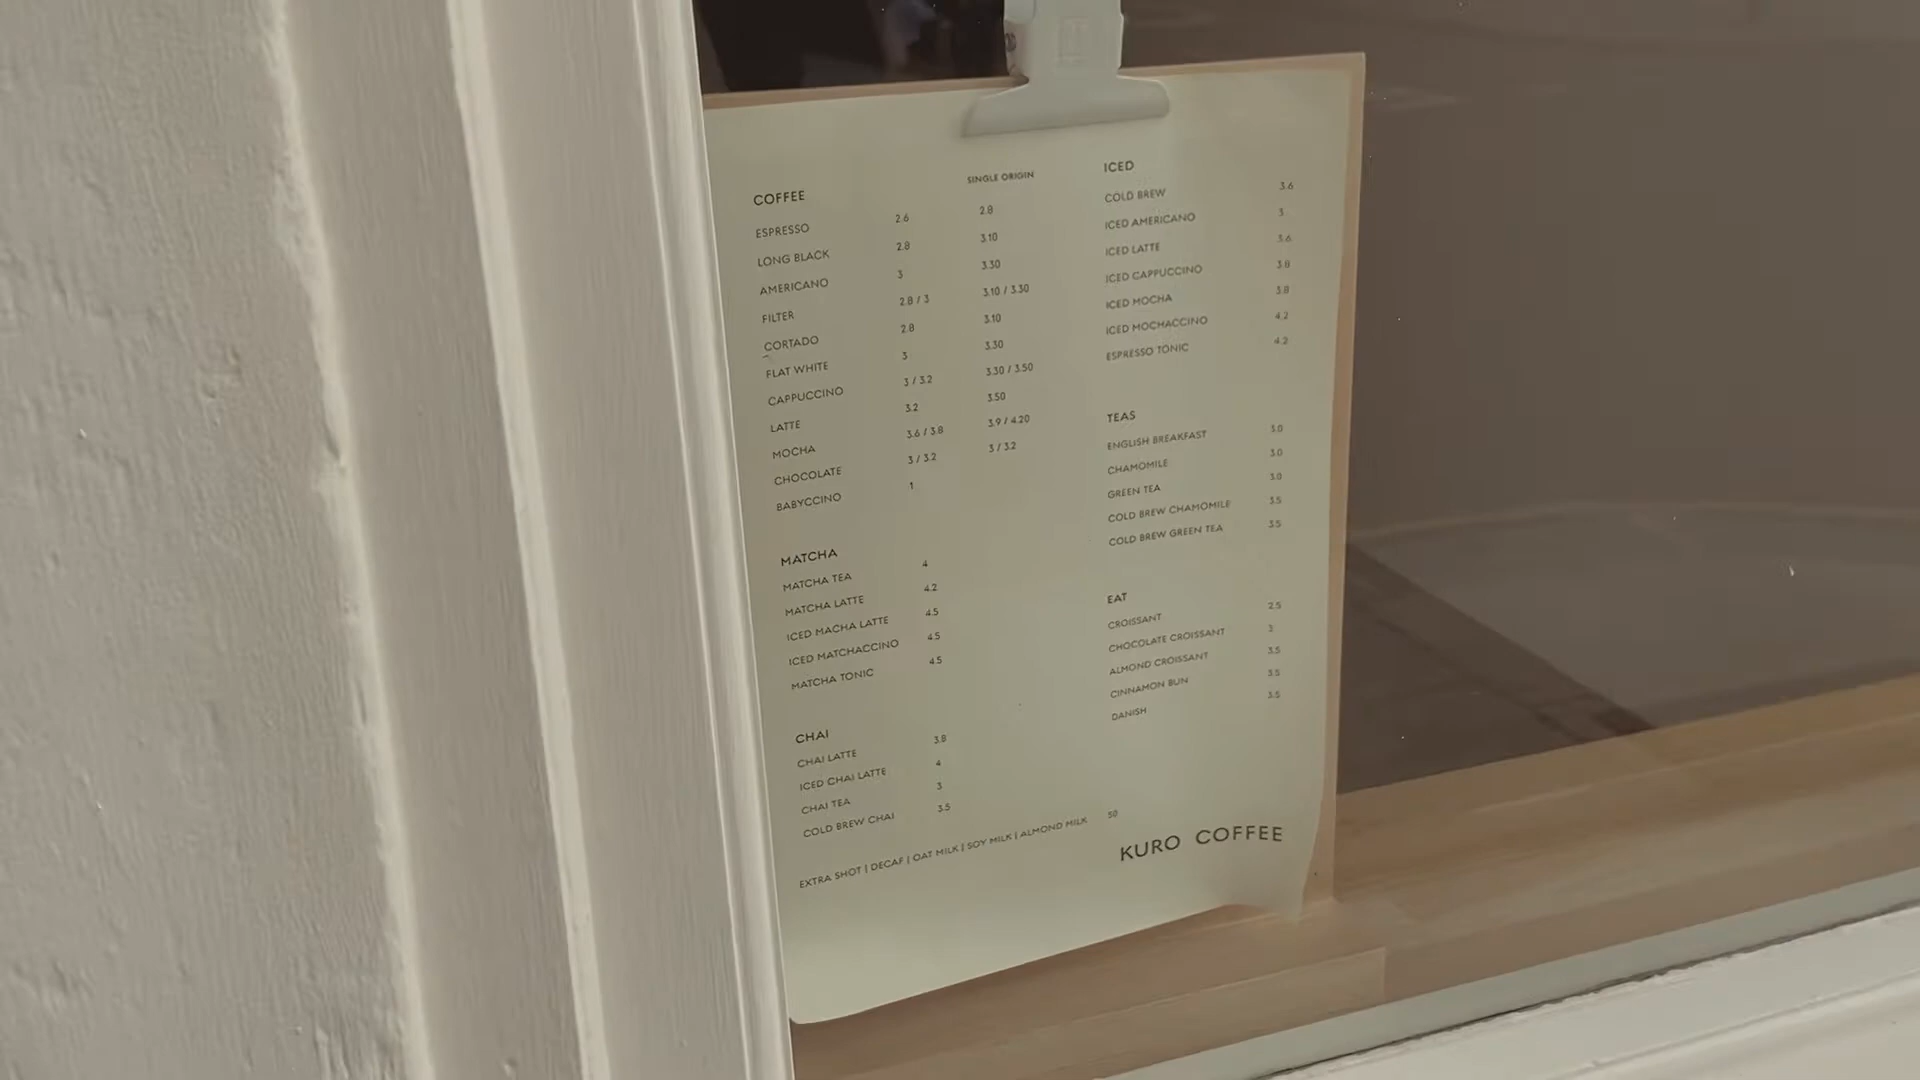 COFFEE SINGLE ORIGIN
ESPRESSO 2.6 2.8
LONG BLACK 2.8 3.10
AMERICANO 3 3.30
FILTER 2.8 / 3 3.10 / 3.30
CORTADO 2.8 3.10
FLAT WHITE 3 3.30
CAPPUCCINO 3 / 3.2 3.30 / 3.50
LATTE 3.2 3.50
MOCHA 3.6 / 3.8 3.9 / 4.20
CHOCOLATE 3 / 3.2 3 / 3.2
BABYCCINO 1
MATCHA
MATCHA TEA 4
MATCHA LATTE 4.2
ICED MACHA LATTE 4.5
ICED MATCHACCINO 4.5
MATCHA TONIC 4.5
CHAI
CHAI LATTE 3.8
ICED CHAI LATTE 4
CHAI TEA 3
COLD BREW CHAI 3.5
EXTRA SHOT | DECAF | OAT MILK | SOY MILK | ALMOND MILK 50
ICED
COLD BREW 3.6
ICED AMERICANO 3
ICED LATTE 3.6
ICED CAPPUCCINO 3.8
ICED MOCHA 3.8
ICED MOCHACCINO 4.2
ESPRESSO TONIC 4.2
TEAS
ENGLISH BREAKFAST 3.0
CHAMOMILE 3.0
GREEN TEA 3.0
COLD BREW CHAMOMILE 3.5
COLD BREW GREEN TEA 3.5
EAT
CROISSANT 2.5
CHOCOLATE CROISSANT 3
ALMOND CROISSANT 3.5
CINNAMON BUN 3.5
DANISH 3.5
KURO COFFEE